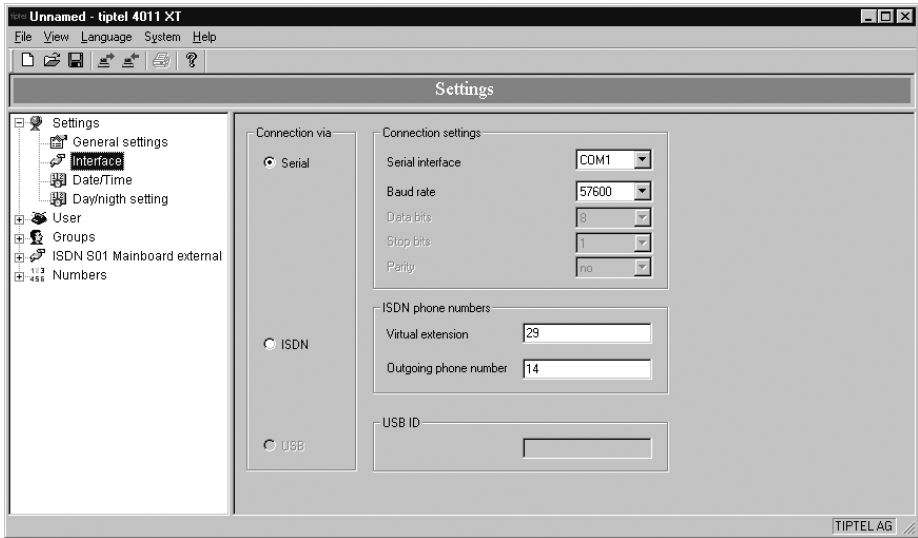 tiptel Unnamed - tiptel 4011 XT
File View Language System Help
Settings
Settings
General settings
Interface
Date/Time
Day/nigth setting
User
Groups
ISDN S01 Mainboard external
123
456 Numbers
Connection via
Serial
ISDN
USB
Connection settings
Serial interface COM1
Baud rate 57600
Data bits 8
Stop bits 1
Parity no
ISDN phone numbers
Virtual extension 29
Outgoing phone number 14
USB ID
TIPTEL AG